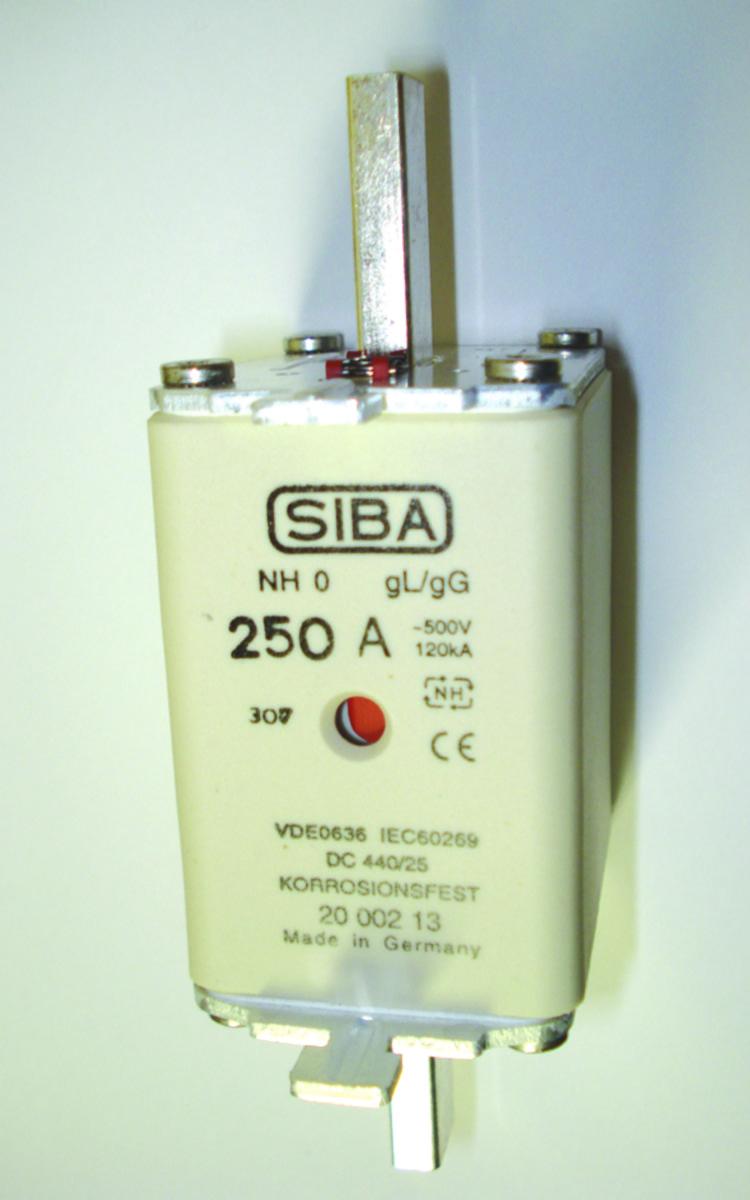 SIBA
NH 0 gL/gG
250 A ~500V
120kA
NH
307
CE
VDE0636 IEC60269
DC 440/25
KORROSIONSFEST
20 002 13
Made in Germany